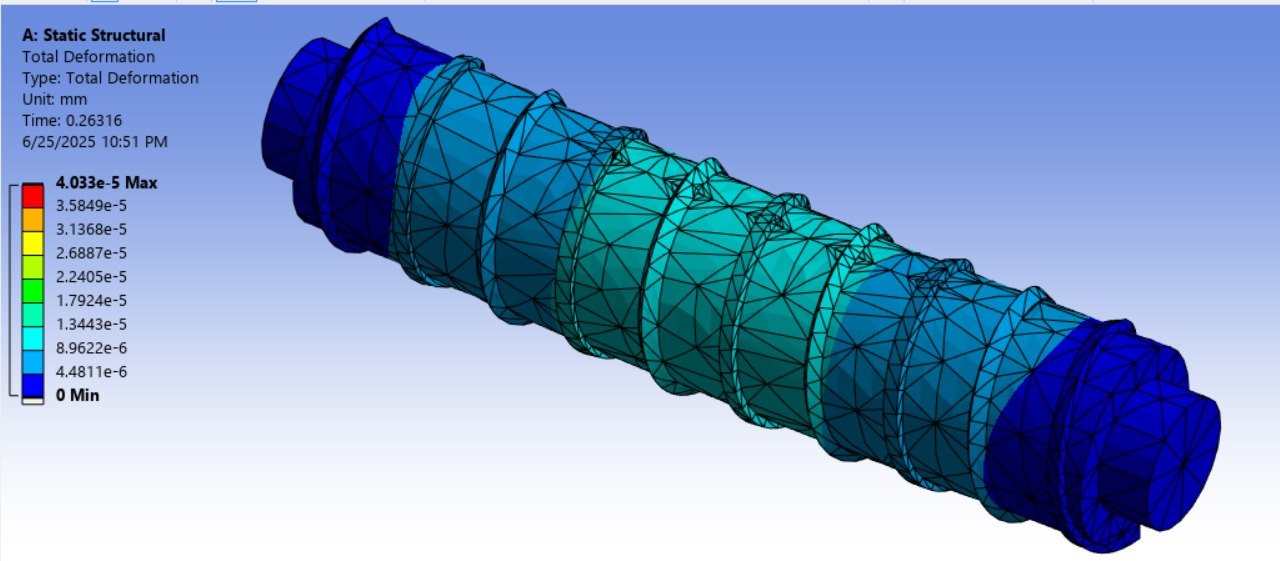 A: Static Structural
Total Deformation
Type: Total Deformation
Unit: mm
Time: 0.26316
6/25/2025 10:51 PM
4.033e-5 Max
3.5849e-5
3.1368e-5
2.6887e-5
2.2405e-5
1.7924e-5
1.3443e-5
8.9622e-6
4.4811e-6
0 Min